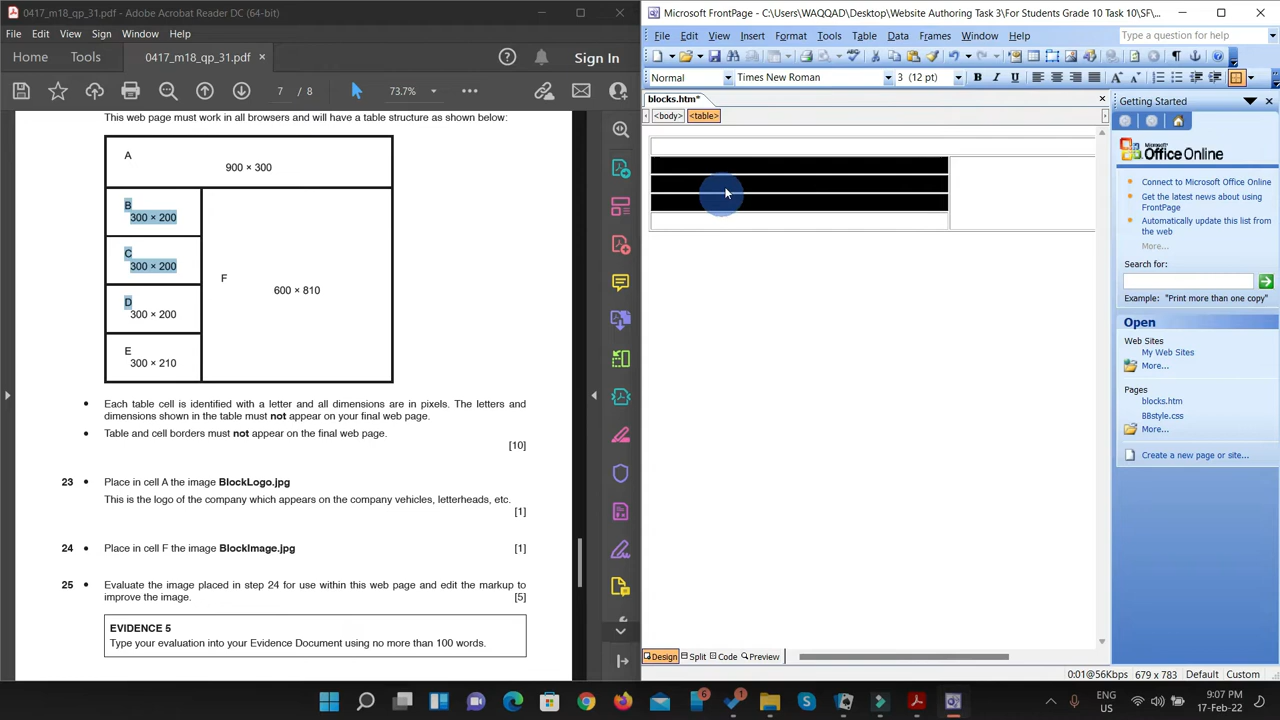 0417_m18_qp_31.pdf - Adobe Acrobat Reader DC (64-bit)
File Edit View Sign Window Help
Home Tools 0417_m18_qp_31.pdf Sign In
7 / 8 73.7%
This web page must work in all browsers and will have a table structure as shown below:
A
900 × 300
B
300 × 200
C
300 × 200
D
300 × 200
E
300 × 210
F
600 × 810
• Each table cell is identified with a letter and all dimensions are in pixels. The letters and
dimensions shown in the table must not appear on your final web page.
• Table and cell borders must not appear on the final web page.
[10]
23 • Place in cell A the image BlockLogo.jpg
This is the logo of the company which appears on the company vehicles, letterheads, etc.
[1]
24 • Place in cell F the image BlockImage.jpg [1]
25 • Evaluate the image placed in step 24 for use within this web page and edit the markup to
improve the image. [5]
EVIDENCE 5
Type your evaluation into your Evidence Document using no more than 100 words.
Microsoft FrontPage - C:\Users\WAQQAD\Desktop\Website Authoring Task 3\For Students Grade 10 Task 10\SF\...
File Edit View Insert Format Tools Table Data Frames Window Help Type a question for help
Normal Times New Roman 3 (12 pt) B I U
blocks.htm*
<body> <table>
Getting Started
Microsoft
Office Online
Connect to Microsoft Office Online
Get the latest news about using
FrontPage
Automatically update this list from
the web
More...
Search for:
Example: "Print more than one copy"
Open
Web Sites
My Web Sites
More...
Pages
blocks.htm
BBstyle.css
More...
Create a new page or site...
Design Split Code Preview
0:01@56Kbps 679 x 783 Default Custom
6
1
S
ENG
US
9:07 PM
17-Feb-22